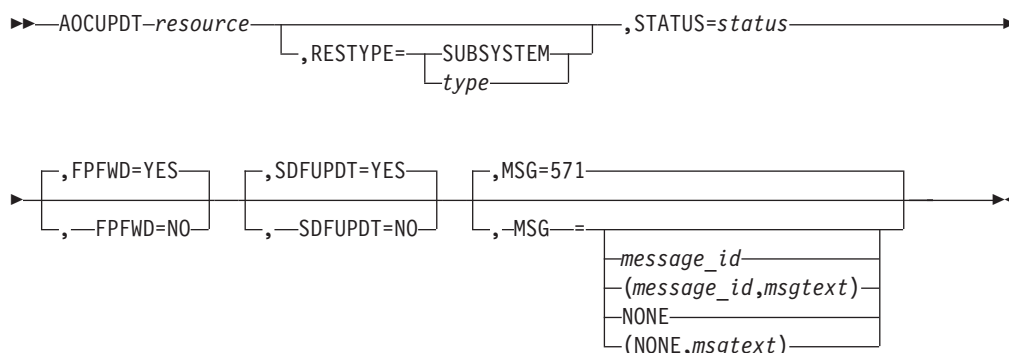 AOCUPDT resource ,STATUS=status
,RESTYPE= SUBSYSTEM
type
,FPFWD=YES ,SDFUPDT=YES ,MSG=571
, FPFWD=NO , SDFUPDT=NO , MSG =
message_id
(message_id,msgtext)
NONE
(NONE,msgtext)